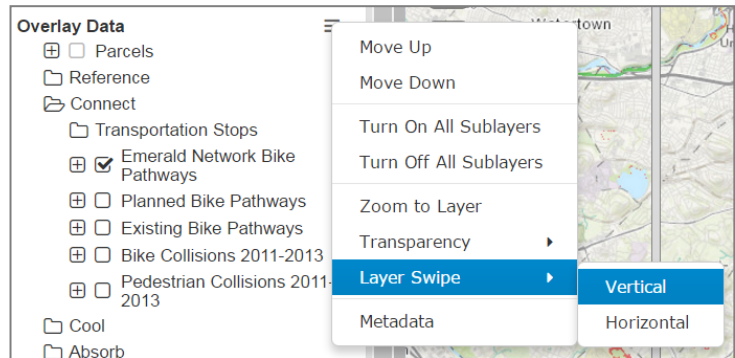 Overlay Data
Parcels
Reference
Connect
Transportation Stops
Emerald Network Bike
Pathways
Planned Bike Pathways
Existing Bike Pathways
Bike Collisions 2011-2013
Pedestrian Collisions 2011-
2013
Cool
Absorb
Move Up
Move Down
Turn On All Sublayers
Turn Off All Sublayers
Zoom to Layer
Transparency
Layer Swipe
Metadata
Vertical
Horizontal